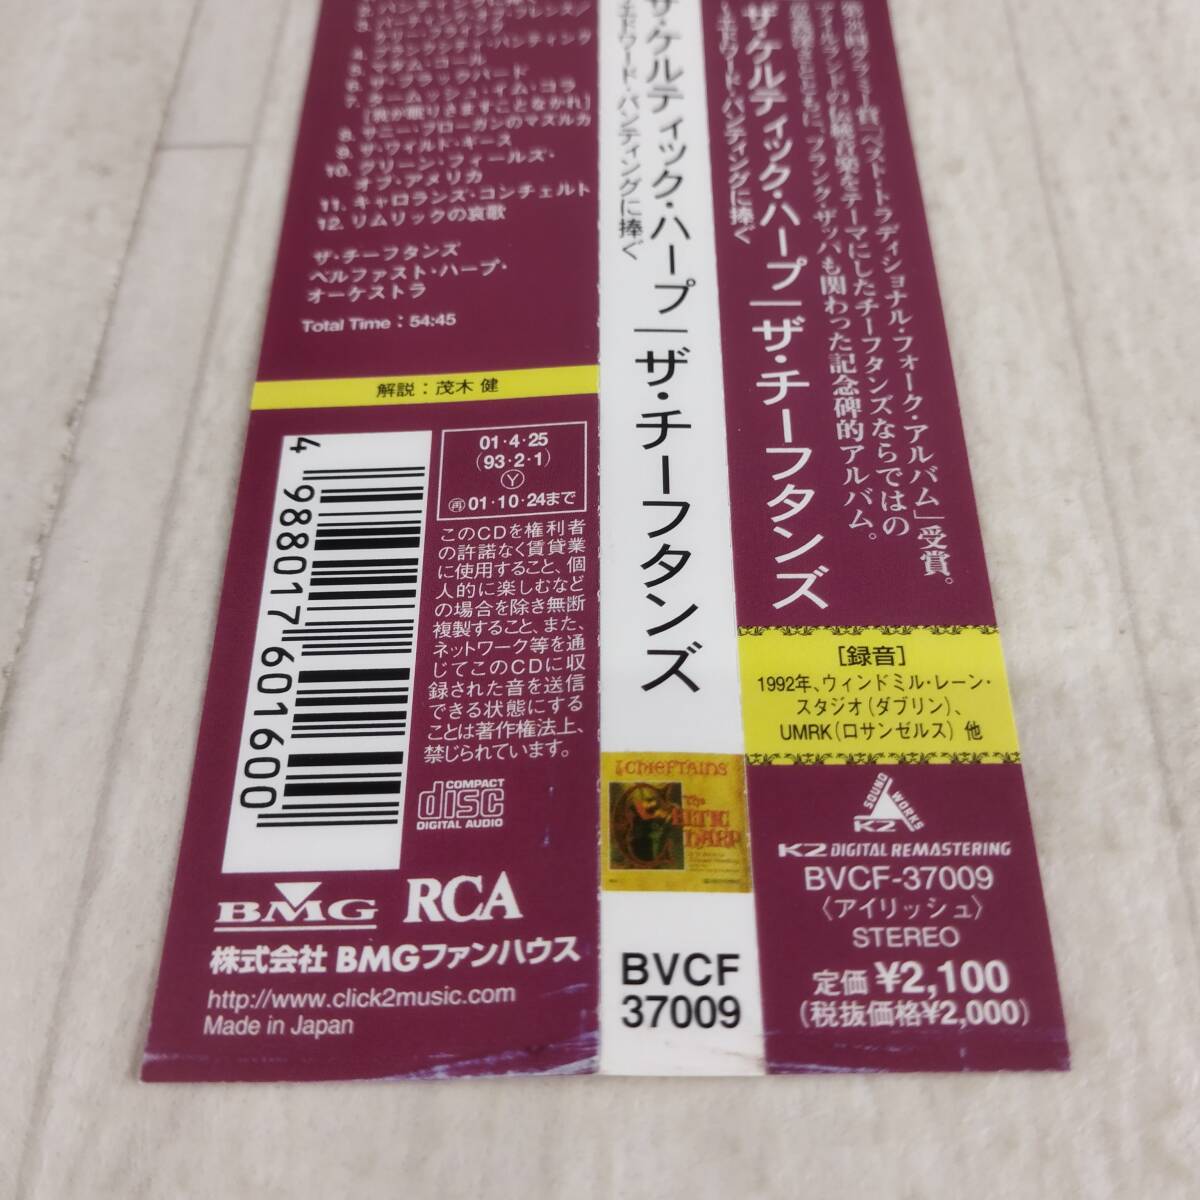 プランクシティ・バンティング
4. マダム・コール
5. ザ・ブラックバード
[我が眠りさますことなかれ]
8. サニー・ブローガンのマズルカ
9. ザ・ワイルド・ギース
10. グリーン・フィールズ・
オブ・アメリカ
11. キャロランズ・コンチェルト
12. リムリックの哀歌
ザ・チーフタンズ
ベルファスト・ハープ・
オーケストラ
Total Time : 54:45
解説：茂木 健
4 988017 601600
01・4・25
(93・2・1)
Ⓨ
㊢01・10・24まで
このCDを権利者
の許諾なく賃貸業
に使用すること、個
人的に楽しむなど
の場合を除き無断
複製すること、また、
ネットワーク等を通
じてこのCDに収
録された音を送信
できる状態にする
ことは著作権法上、
禁じられています。
COMPACT
disc
DIGITAL AUDIO
BMG RCA
株式会社 BMGファンハウス
http://www.click2music.com
Made in Japan
ザ・ケルティック・ハープ／ザ・チーフタンズ
〜エドワード・バンティングに捧ぐ
THE CHIEFTAINS
The
CELTIC
HARP
BVCF
37009
グラミー賞「ベスト・トラディショナル・フォーク・アルバム」受賞。
アイルランドの伝統音楽をテーマにしたチーフタンズならではの
フランク・ザッパも関わった記念碑的アルバム。
ザ・ケルティック・ハープ／ザ・チーフタンズ
〜エドワード・バンティングに捧ぐ
[録音]
1992年、ウィンドミル・レーン・
スタジオ(ダブリン)、
UMRK(ロサンゼルス) 他
SOUND
WORKS
K2
K2 DIGITAL REMASTERING
BVCF-37009
〈アイリッシュ〉
STEREO
定価 ¥2,100
(税抜価格¥2,000)